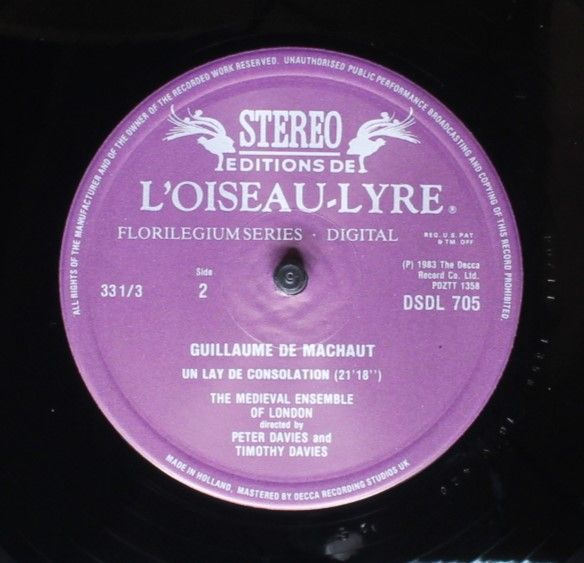 ALL RIGHTS OF THE MANUFACTURER AND OF THE OWNER OF THE RECORDED WORK RESERVED. UNAUTHORISED PUBLIC PERFORMANCE BROADCASTING AND COPYING OF THIS RECORD PROHIBITED.
STEREO
EDITIONS DE
L'OISEAU-LYRE®
FLORILEGIUM SERIES · DIGITAL
REG. U.S. PAT
& TM. OFF
(P) 1983 The Decca
Record Co. Ltd.
PDZTT 1358
DSDL 705
33 1/3
Side
2
GUILLAUME DE MACHAUT
UN LAY DE CONSOLATION (21'18'')
THE MEDIEVAL ENSEMBLE
OF LONDON
directed by
PETER DAVIES and
TIMOTHY DAVIES
MADE IN HOLLAND, MASTERED BY DECCA RECORDING STUDIOS UK